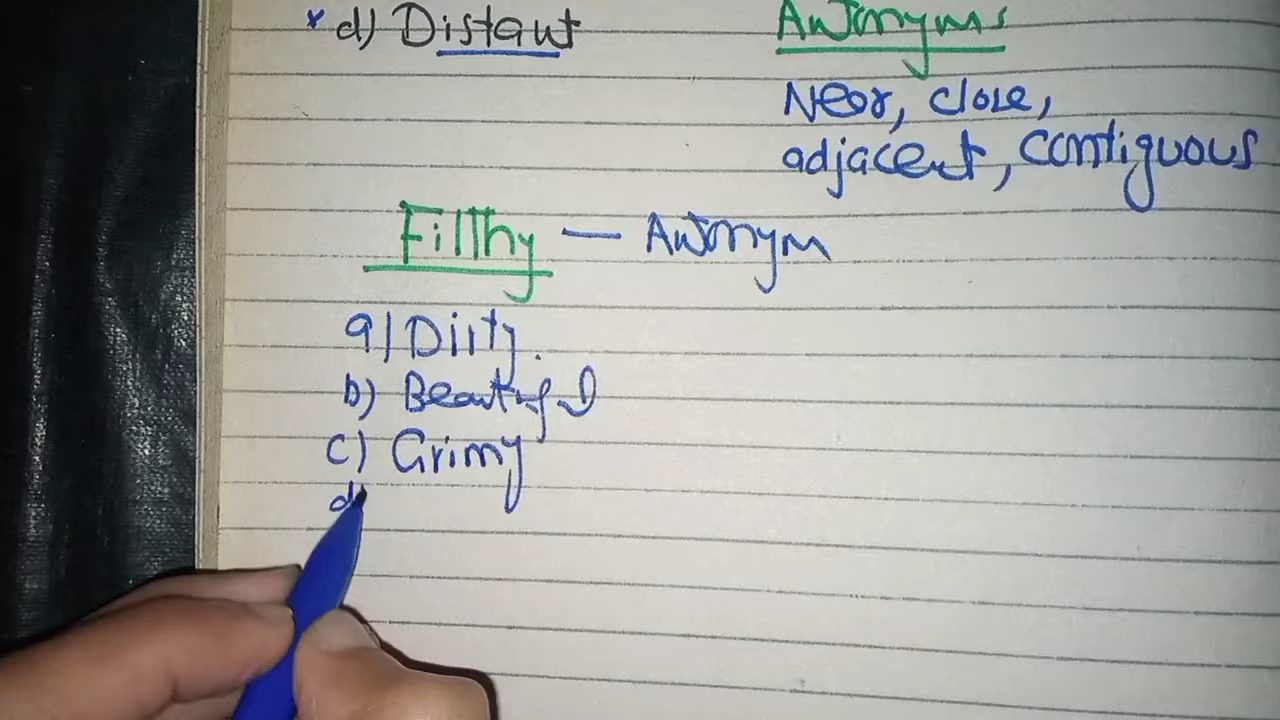 * d) Distant
Antonyms
Near, close,
adjacent, contiguous
Filthy — Antonym
a) Dirty.
b) Beautiful
c) Grimy
d